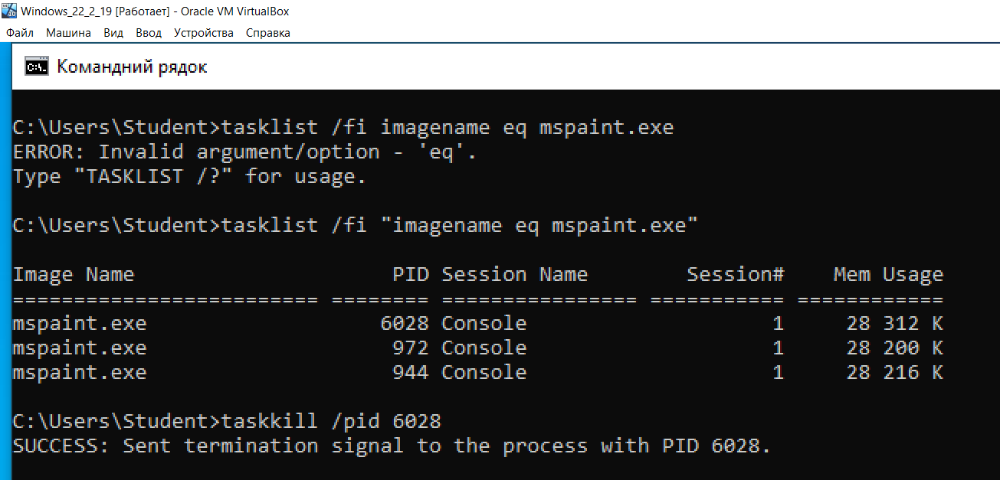 Windows_22_2_19 [Работает] - Oracle VM VirtualBox
Файл Машина Вид Ввод Устройства Справка
C:\. Командний рядок
C:\Users\Student>tasklist /fi imagename eq mspaint.exe
ERROR: Invalid argument/option - 'eq'.
Type "TASKLIST /?" for usage.
C:\Users\Student>tasklist /fi "imagename eq mspaint.exe"
Image Name PID Session Name Session# Mem Usage
========================= ======== ================ =========== ============
mspaint.exe 6028 Console 1 28 312 K
mspaint.exe 972 Console 1 28 200 K
mspaint.exe 944 Console 1 28 216 K
C:\Users\Student>taskkill /pid 6028
SUCCESS: Sent termination signal to the process with PID 6028.